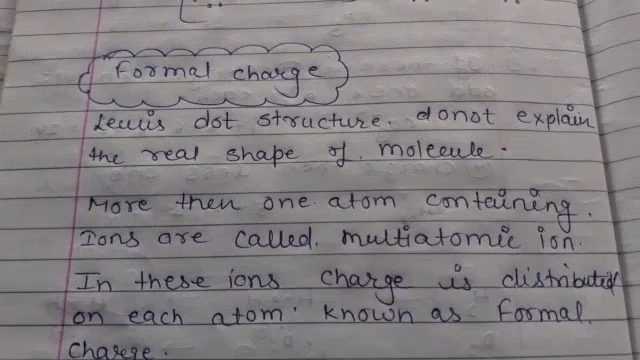 Formal charge
Lewis dot structure. donot explain
the real shape of. molecule.
More then one atom containing.
Ions are called. multiatomic ion.
In these ions charge is distributed
on each atom. known as Formal.
Charge.